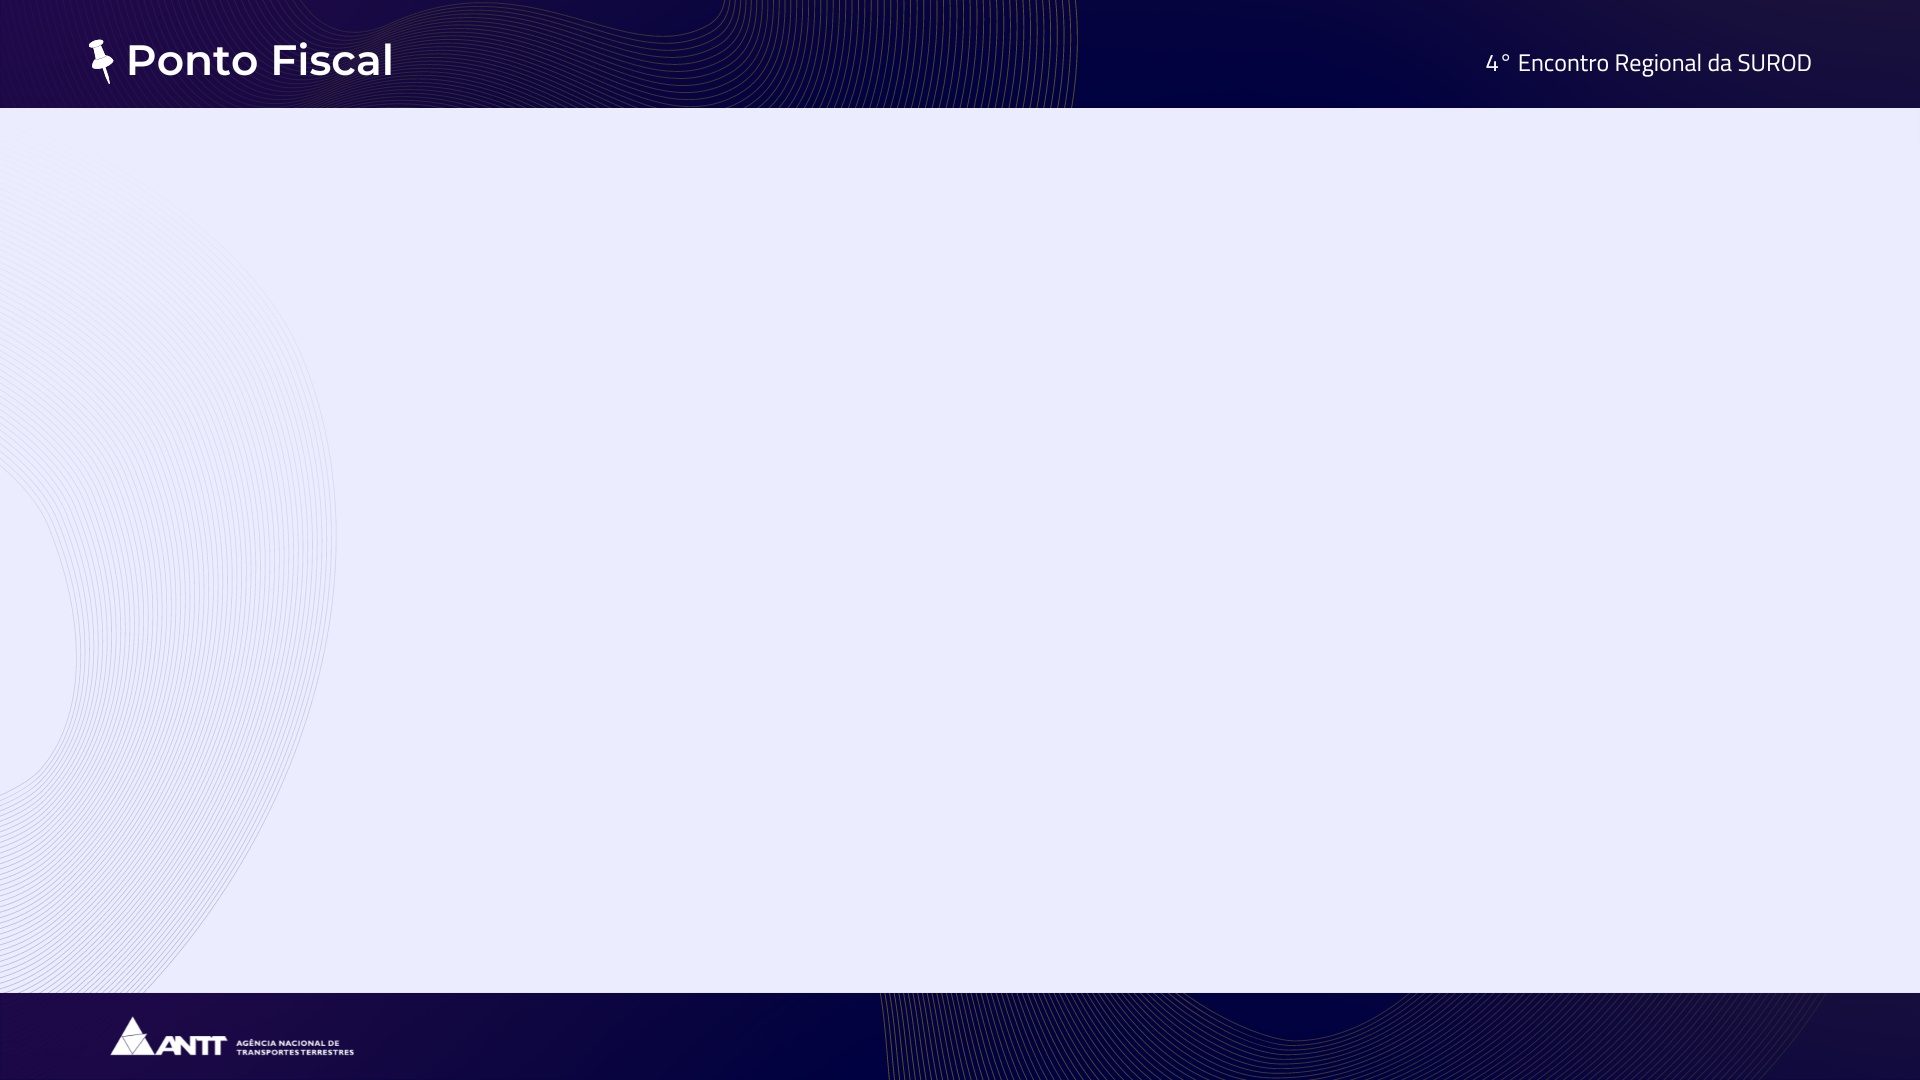 Ponto Fiscal
4° Encontro Regional da SUROD
ANTT
AGÊNCIA NACIONAL DE
TRANSPORTES TERRESTRES